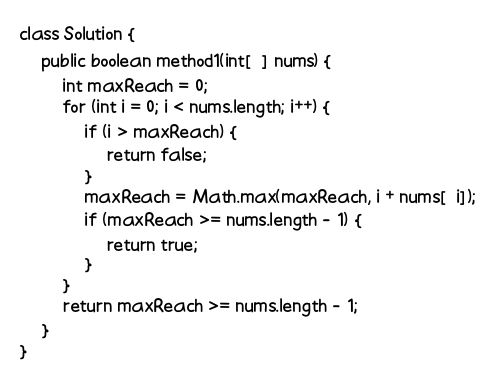 class Solution {
public boolean method1(int[ ] nums) {
int maxReach = 0;
for (int i = 0; i < nums.length; i++) {
if (i > maxReach) {
return false;
}
maxReach = Math.max(maxReach, i + nums[ i]);
if (maxReach >= nums.length - 1) {
return true;
}
}
return maxReach >= nums.length - 1;
}
}